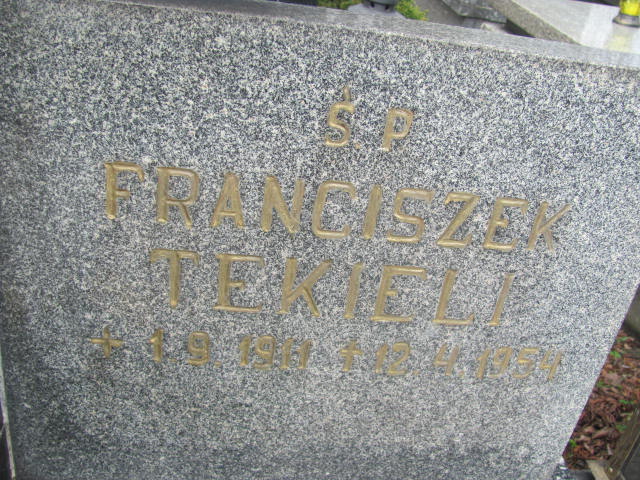 Ś.P
FRANCISZEK
TEKIELI
+ 1.9.1911 † 12.4.1954